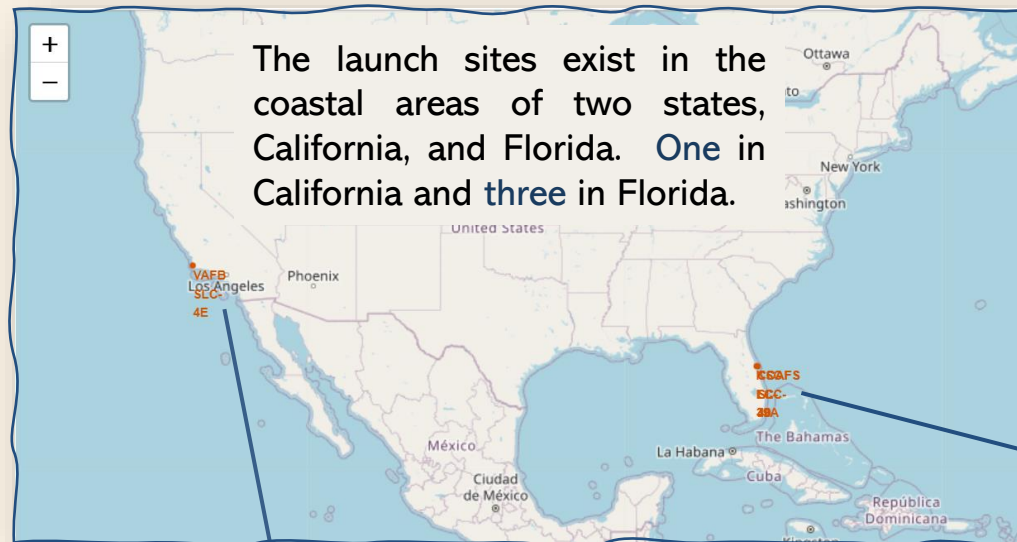 +
−
The launch sites exist in the
coastal areas of two states,
California, and Florida. One in
California and three in Florida.
Ottawa
New York
United States
Phoenix
VAFB
Los Angeles
SLC-
4E
The Bahamas
La Habana
México
Cuba
Ciudad
de México
República
Dominicana